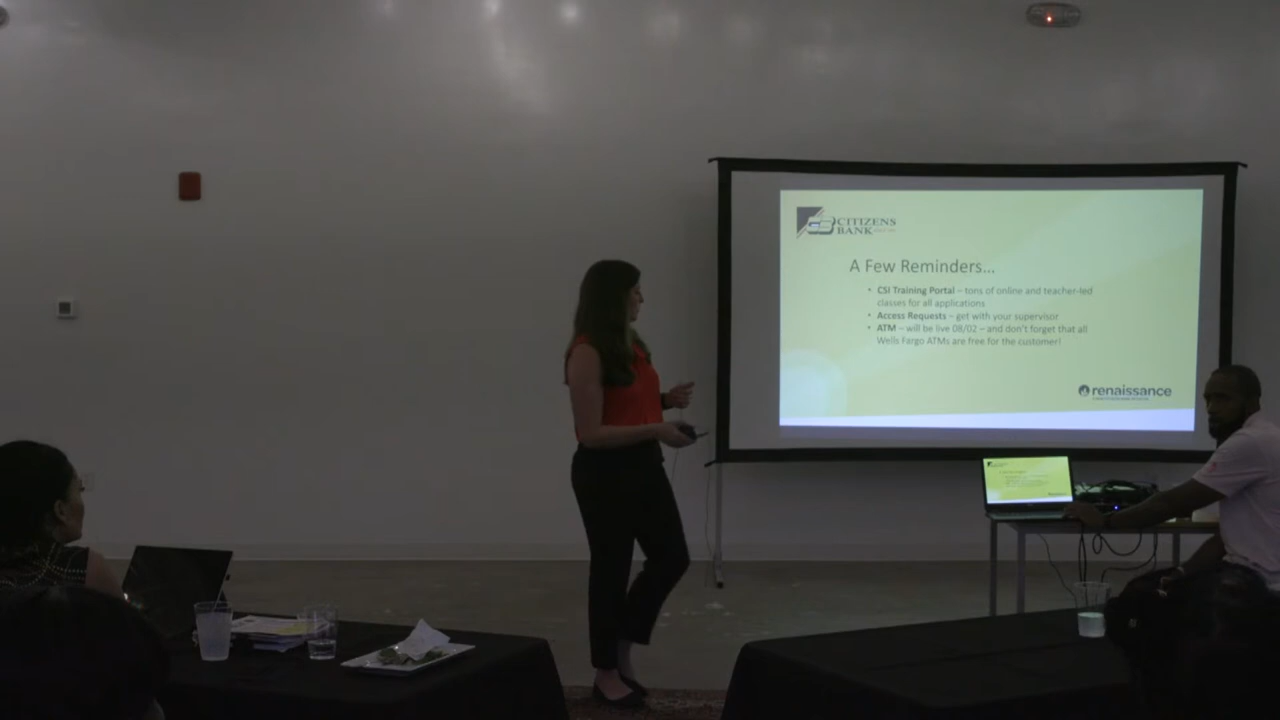 CITIZENS
BANK
A Few Reminders...
• CSI Training Portal – tons of online and teacher-led
classes for all applications
• Access Requests – get with your supervisor
• ATM – will be live 08/02 – and don't forget that all
Wells Fargo ATMs are free for the customer!
renaissance